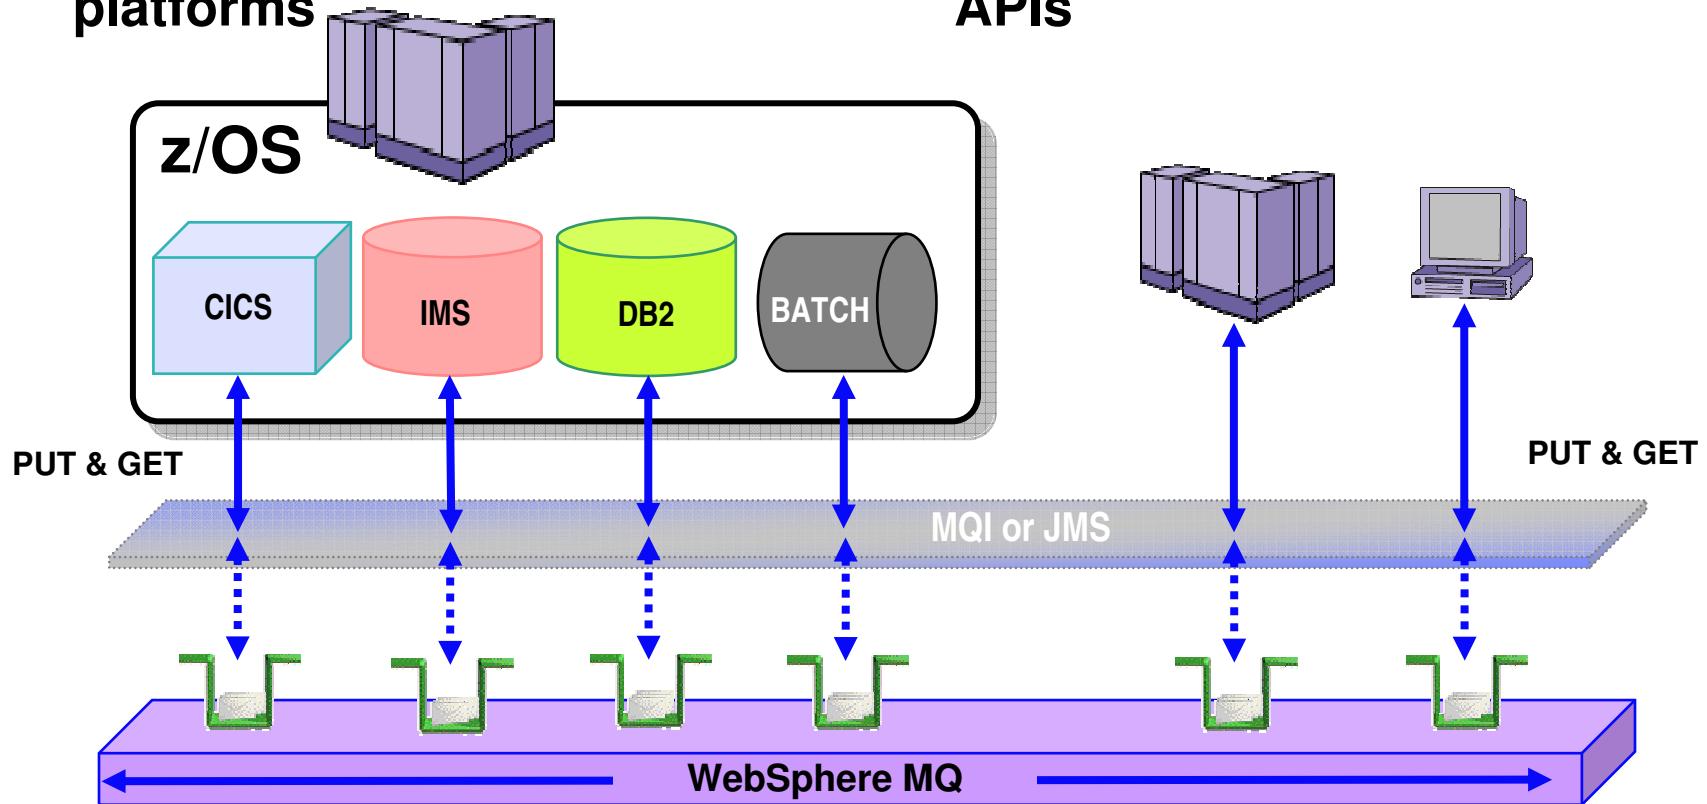 platforms
APIs
z/OS
CICS
IMS
DB2
BATCH
PUT & GET
PUT & GET
MQI or JMS
WebSphere MQ